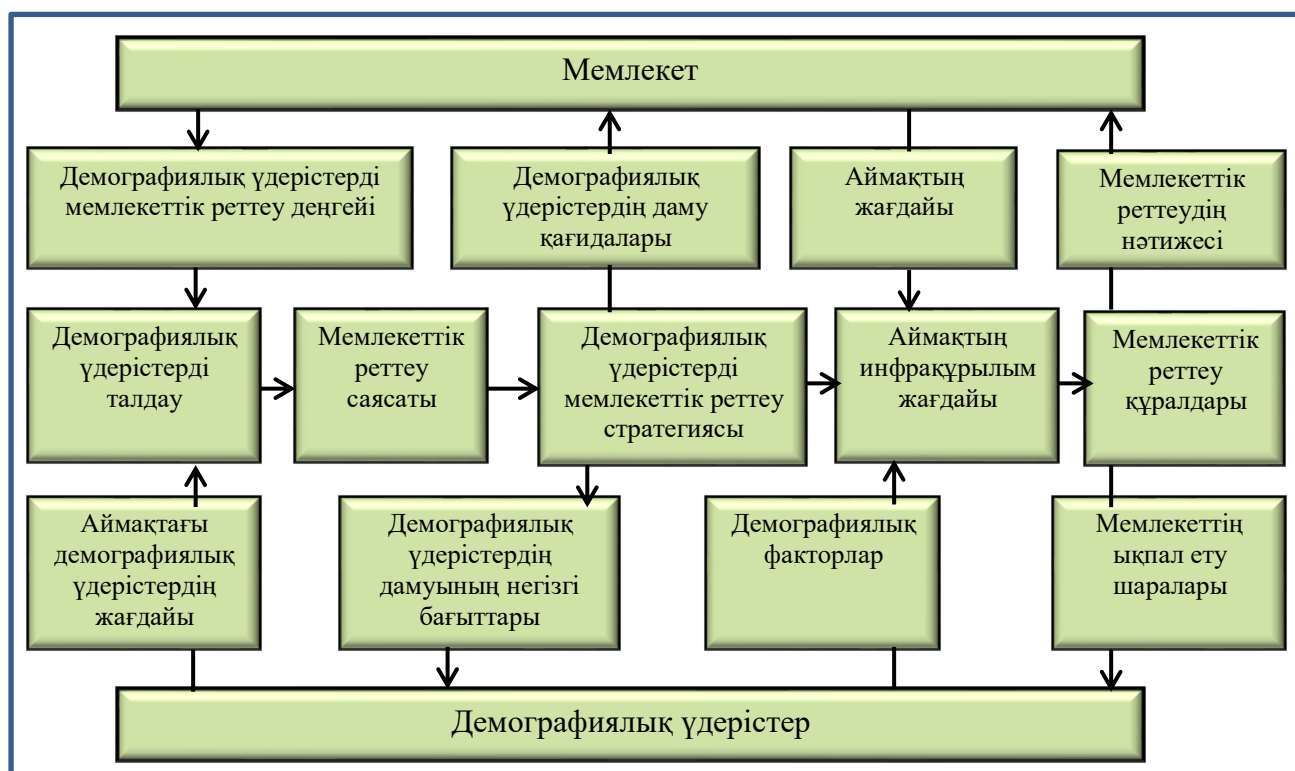 Мемлекет
Демографиялық үдерістерді
мемлекеттік реттеу деңгейі
Демографиялық
үдерістердің даму
қағидалары
Аймақтың
жағдайы
Мемлекеттік
реттеудің
нәтижесі
Демографиялық
үдерістерді
талдау
Мемлекеттік
реттеу
саясаты
Демографиялық
үдерістерді
мемлекеттік реттеу
стратегиясы
Аймақтың
инфрақұрылым
жағдайы
Мемлекеттік
реттеу
құралдары
Аймақтағы
демографиялық
үдерістердің
жағдайы
Демографиялық
үдерістердің
дамуының негізгі
бағыттары
Демографиялық
факторлар
Мемлекеттің
ықпал ету
шаралары
Демографиялық үдерістер